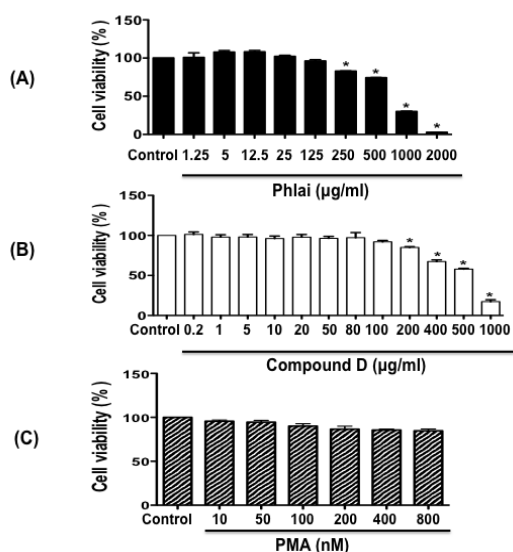 (A)
Cell viability (%)
150
100
50
0
* * * *
Control 1.25 5 12.5 25 125 250 500 1000 2000
Phlai (µg/ml)
(B)
Cell viability (%)
150
100
50
0
* * * *
Control 0.2 1 5 10 20 50 80 100 200 400 500 1000
Compound D (µg/ml)
(C)
Cell viability (%)
150
100
50
0
Control 10 50 100 200 400 800
PMA (nM)